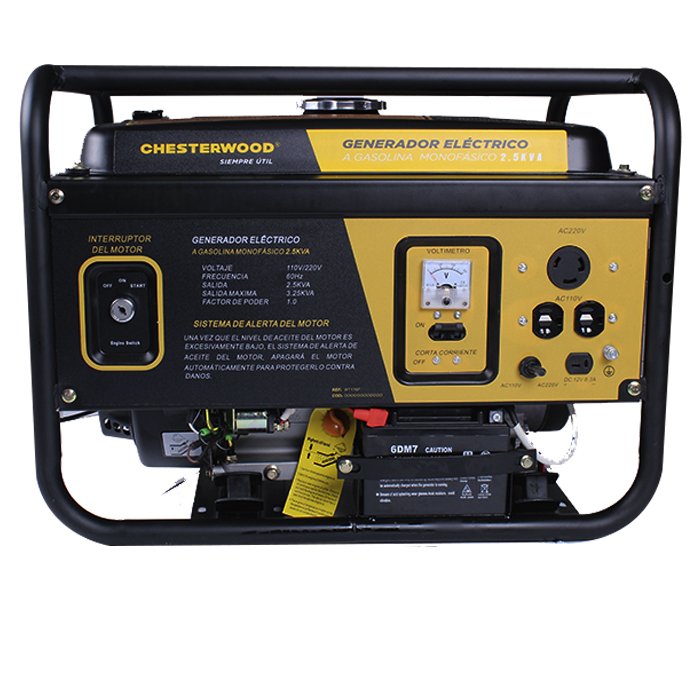 CHESTERWOOD®
SIEMPRE ÚTIL
GENERADOR ELÉCTRICO
A GASOLINA MONOFÁSICO 2.5KVA
INTERRUPTOR
DEL MOTOR
ON
OFF START
Engine Switch
GENERADOR ELÉCTRICO
A GASOLINA MONOFÁSICO 2.5KVA
VOLTAJE 110V/220V
FRECUENCIA 60Hz
SALIDA 2.5KVA
SALIDA MAXIMA 3.25KVA
FACTOR DE PODER 1.0
SISTEMA DE ALERTA DEL MOTOR
UNA VEZ QUE EL NIVEL DE ACEITE DEL MOTOR ES
EXCESIVAMENTE BAJO, EL SISTEMA DE ALERTA DE
ACEITE DEL MOTOR, APAGARÁ EL MOTOR
AUTOMÁTICAMENTE PARA PROTEGERLO CONTRA
DANOS.
REF.
COD.
VOLTIMETRO
V
ON
CORTA CORRIENTE
OFF
AC220V
AC110V
AC110V AC220V
DC 12V 8.3A
6DM7 CAUTION